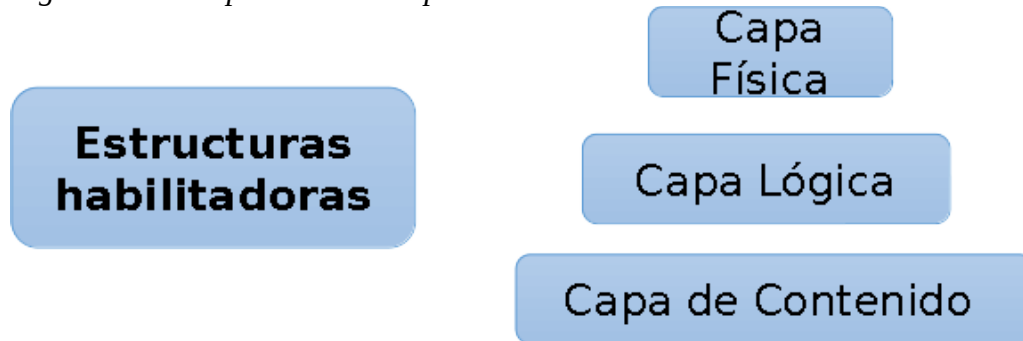 Estructuras
habilitadoras
Capa
Física
Capa Lógica
Capa de Contenido